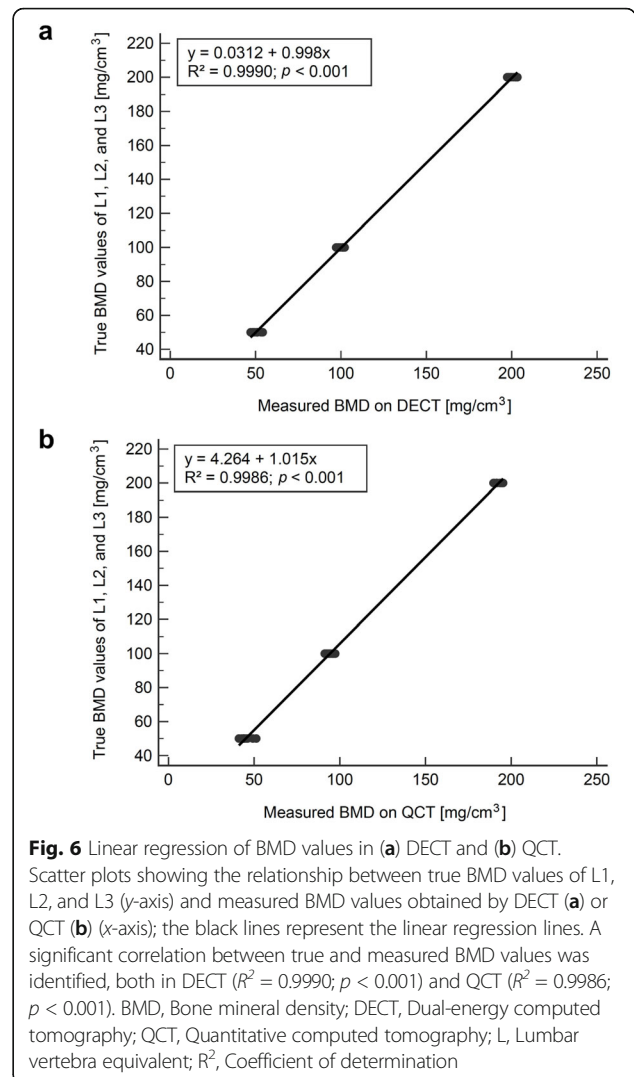 a
y = 0.0312 + 0.998x
R² = 0.9990; p < 0.001
True BMD values of L1, L2, and L3 [mg/cm³]
220
200
180
160
140
120
100
80
60
40
0 50 100 150 200 250
Measured BMD on DECT [mg/cm³]
b
y = 4.264 + 1.015x
R² = 0.9986; p < 0.001
True BMD values of L1, L2, and L3 [mg/cm³]
220
200
180
160
140
120
100
80
60
40
0 50 100 150 200 250
Measured BMD on QCT [mg/cm³]
Fig. 6 Linear regression of BMD values in (a) DECT and (b) QCT.
Scatter plots showing the relationship between true BMD values of L1,
L2, and L3 (y-axis) and measured BMD values obtained by DECT (a) or
QCT (b) (x-axis); the black lines represent the linear regression lines. A
significant correlation between true and measured BMD values was
identified, both in DECT (R² = 0.9990; p < 0.001) and QCT (R² = 0.9986;
p < 0.001). BMD, Bone mineral density; DECT, Dual-energy computed
tomography; QCT, Quantitative computed tomography; L, Lumbar
vertebra equivalent; R², Coefficient of determination